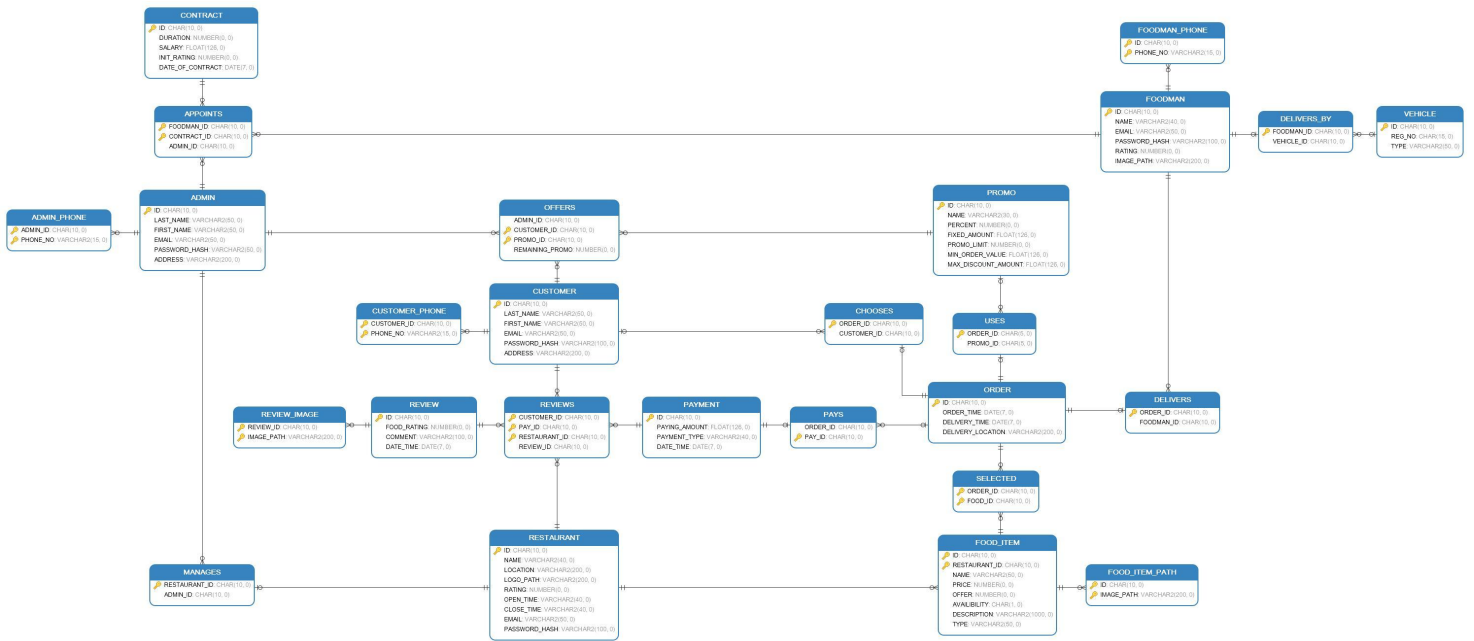 CONTRACT
ID: CHAR(10, 0)
DURATION: NUMBER(0, 0)
SALARY: FLOAT(126, 0)
INIT_RATING: NUMBER(0, 0)
DATE_OF_CONTRACT: DATE(7, 0)
FOODMAN_PHONE
ID: CHAR(10, 0)
PHONE_NO: VARCHAR2(15, 0)
APPOINTS
FOODMAN_ID: CHAR(10, 0)
CONTRACT_ID: CHAR(10, 0)
ADMIN_ID: CHAR(10, 0)
FOODMAN
ID: CHAR(10, 0)
NAME: VARCHAR2(40, 0)
EMAIL: VARCHAR2(50, 0)
PASSWORD_HASH: VARCHAR2(100, 0)
RATING: NUMBER(0, 0)
IMAGE_PATH: VARCHAR2(200, 0)
DELIVERS_BY
FOODMAN_ID: CHAR(10, 0)
VEHICLE_ID: CHAR(10, 0)
VEHICLE
ID: CHAR(10, 0)
REG_NO: CHAR(15, 0)
TYPE: VARCHAR2(50, 0)
ADMIN_PHONE
ADMIN_ID: CHAR(10, 0)
PHONE_NO: VARCHAR2(15, 0)
ADMIN
ID: CHAR(10, 0)
LAST_NAME: VARCHAR2(50, 0)
FIRST_NAME: VARCHAR2(50, 0)
EMAIL: VARCHAR2(50, 0)
PASSWORD_HASH: VARCHAR2(50, 0)
ADDRESS: VARCHAR2(200, 0)
OFFERS
ADMIN_ID: CHAR(10, 0)
CUSTOMER_ID: CHAR(10, 0)
PROMO_ID: CHAR(10, 0)
REMAINING_PROMO: NUMBER(0, 0)
PROMO
ID: CHAR(10, 0)
NAME: VARCHAR2(30, 0)
PERCENT: NUMBER(0, 0)
FIXED_AMOUNT: FLOAT(126, 0)
PROMO_LIMIT: NUMBER(0, 0)
MIN_ORDER_VALUE: FLOAT(126, 0)
MAX_DISCOUNT_AMOUNT: FLOAT(126, 0)
CUSTOMER_PHONE
CUSTOMER_ID: CHAR(10, 0)
PHONE_NO: VARCHAR2(15, 0)
CUSTOMER
ID: CHAR(10, 0)
LAST_NAME: VARCHAR2(50, 0)
FIRST_NAME: VARCHAR2(50, 0)
EMAIL: VARCHAR2(50, 0)
PASSWORD_HASH: VARCHAR2(100, 0)
ADDRESS: VARCHAR2(200, 0)
CHOOSES
ORDER_ID: CHAR(10, 0)
CUSTOMER_ID: CHAR(10, 0)
USES
ORDER_ID: CHAR(5, 0)
PROMO_ID: CHAR(5, 0)
REVIEW_IMAGE
REVIEW_ID: CHAR(10, 0)
IMAGE_PATH: VARCHAR2(200, 0)
REVIEW
ID: CHAR(10, 0)
FOOD_RATING: NUMBER(0, 0)
COMMENT: VARCHAR2(100, 0)
DATE_TIME: DATE(7, 0)
REVIEWS
CUSTOMER_ID: CHAR(10, 0)
PAY_ID: CHAR(10, 0)
RESTAURANT_ID: CHAR(10, 0)
REVIEW_ID: CHAR(10, 0)
PAYMENT
ID: CHAR(10, 0)
PAYING_AMOUNT: FLOAT(126, 0)
PAYMENT_TYPE: VARCHAR2(40, 0)
DATE_TIME: DATE(7, 0)
PAYS
ORDER_ID: CHAR(10, 0)
PAY_ID: CHAR(10, 0)
ORDER
ID: CHAR(10, 0)
ORDER_TIME: DATE(7, 0)
DELIVERY_TIME: DATE(7, 0)
DELIVERY_LOCATION: VARCHAR2(200, 0)
DELIVERS
ORDER_ID: CHAR(10, 0)
FOODMAN_ID: CHAR(10, 0)
SELECTED
ORDER_ID: CHAR(10, 0)
FOOD_ID: CHAR(10, 0)
MANAGES
RESTAURANT_ID: CHAR(10, 0)
ADMIN_ID: CHAR(10, 0)
RESTAURANT
ID: CHAR(10, 0)
NAME: VARCHAR2(40, 0)
LOCATION: VARCHAR2(200, 0)
LOGO_PATH: VARCHAR2(200, 0)
RATING: NUMBER(0, 0)
OPEN_TIME: VARCHAR2(40, 0)
CLOSE_TIME: VARCHAR2(40, 0)
EMAIL: VARCHAR2(50, 0)
PASSWORD_HASH: VARCHAR2(100, 0)
FOOD_ITEM
ID: CHAR(10, 0)
RESTAURANT_ID: CHAR(10, 0)
NAME: VARCHAR2(50, 0)
PRICE: NUMBER(0, 0)
OFFER: NUMBER(0, 0)
AVAILIBILITY: CHAR(1, 0)
DESCRIPTION: VARCHAR2(1000, 0)
TYPE: VARCHAR2(50, 0)
FOOD_ITEM_PATH
ID: CHAR(10, 0)
IMAGE_PATH: VARCHAR2(200, 0)